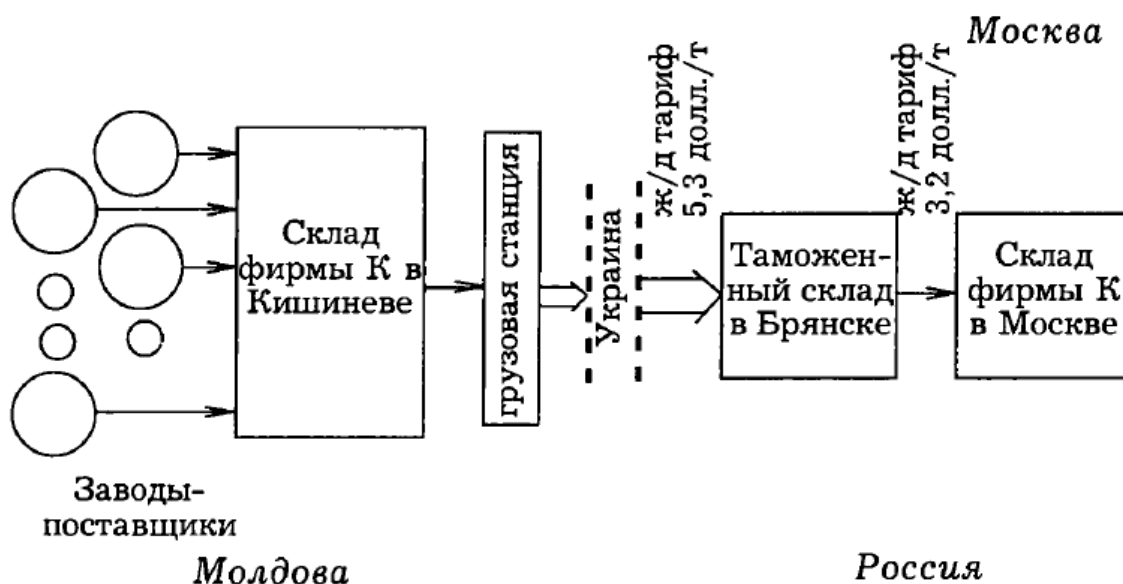 Москва
ж/д тариф
5,3 долл./т
ж/д тариф
3,2 долл./т
Склад
фирмы К в
Кишиневе
грузовая станция
Украина
Таможен-
ный склад
в Брянске
Склад
фирмы К
в Москве
Заводы-
поставщики
Молдова
Россия